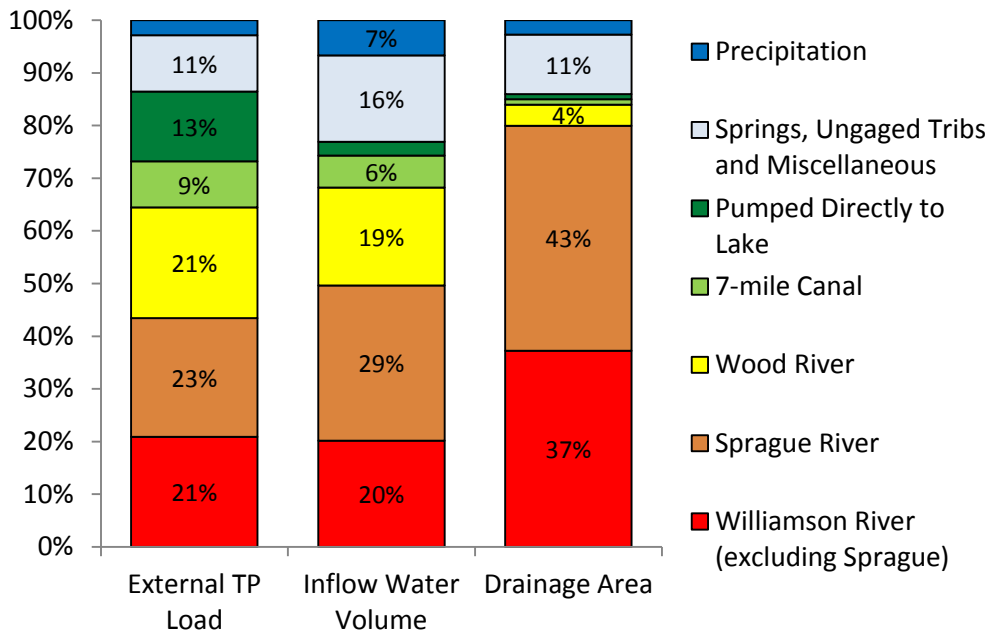 100%
90%
80%
70%
60%
50%
40%
30%
20%
10%
0%
11%
13%
9%
21%
23%
21%
7%
16%
6%
19%
29%
20%
11%
4%
43%
37%
External TP
Load
Inflow Water
Volume
Drainage Area
Precipitation
Springs, Ungaged Tribs
and Miscellaneous
Pumped Directly to
Lake
7-mile Canal
Wood River
Sprague River
Williamson River
(excluding Sprague)